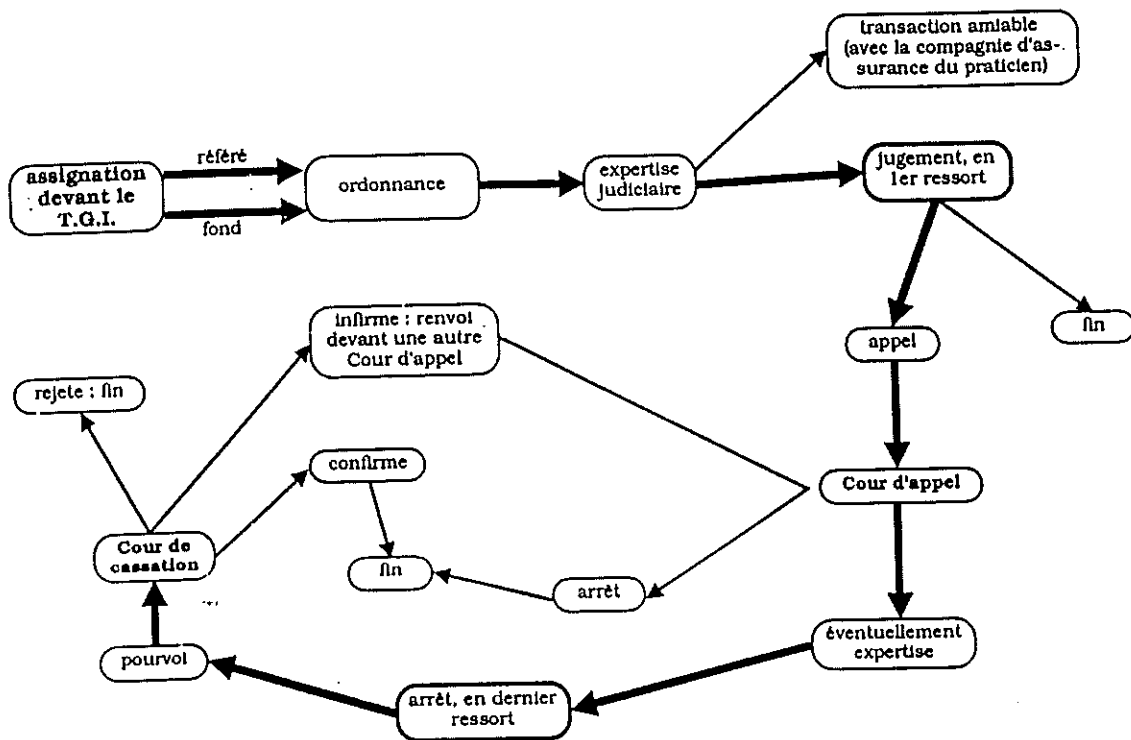 transaction amiable
(avec la compagnie d'as-
surance du praticien)
référé
assignation
devant le
T.G.I.
fond
ordonnance
expertise
judiciaire
jugement, en
1er ressort
infirme : renvoi
devant une autre
Cour d'appel
appel
fin
rejete : fin
confirme
Cour d'appel
Cour de
cassation
fin
arrêt
pourvoi
éventuellement
expertise
arrêt, en dernier
ressort